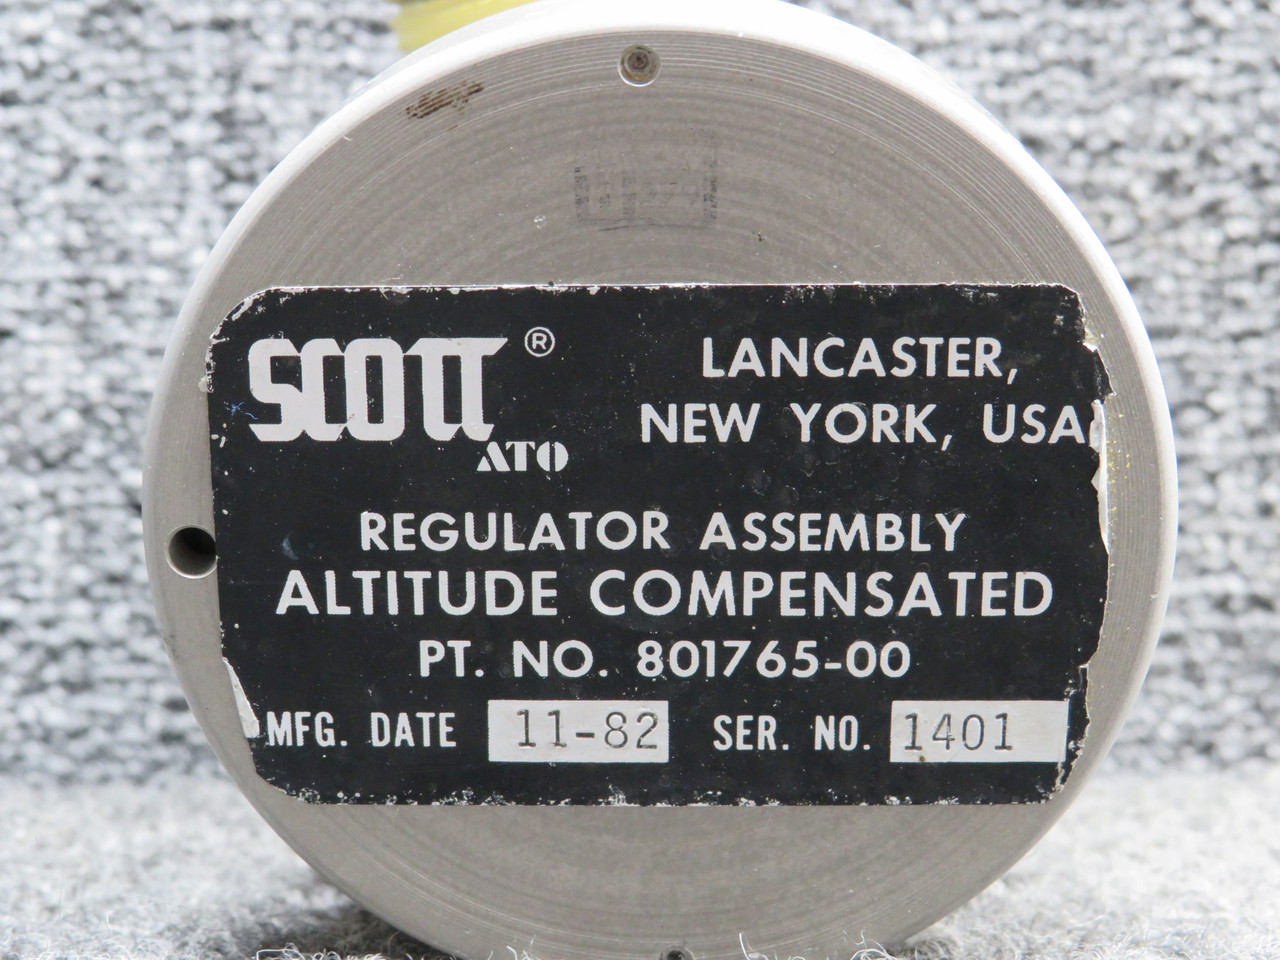 SCOTT ®
ATO
LANCASTER,
NEW YORK, USA
REGULATOR ASSEMBLY
ALTITUDE COMPENSATED
PT. NO. 801765-00
MFG. DATE 11-82 SER. NO. 1401